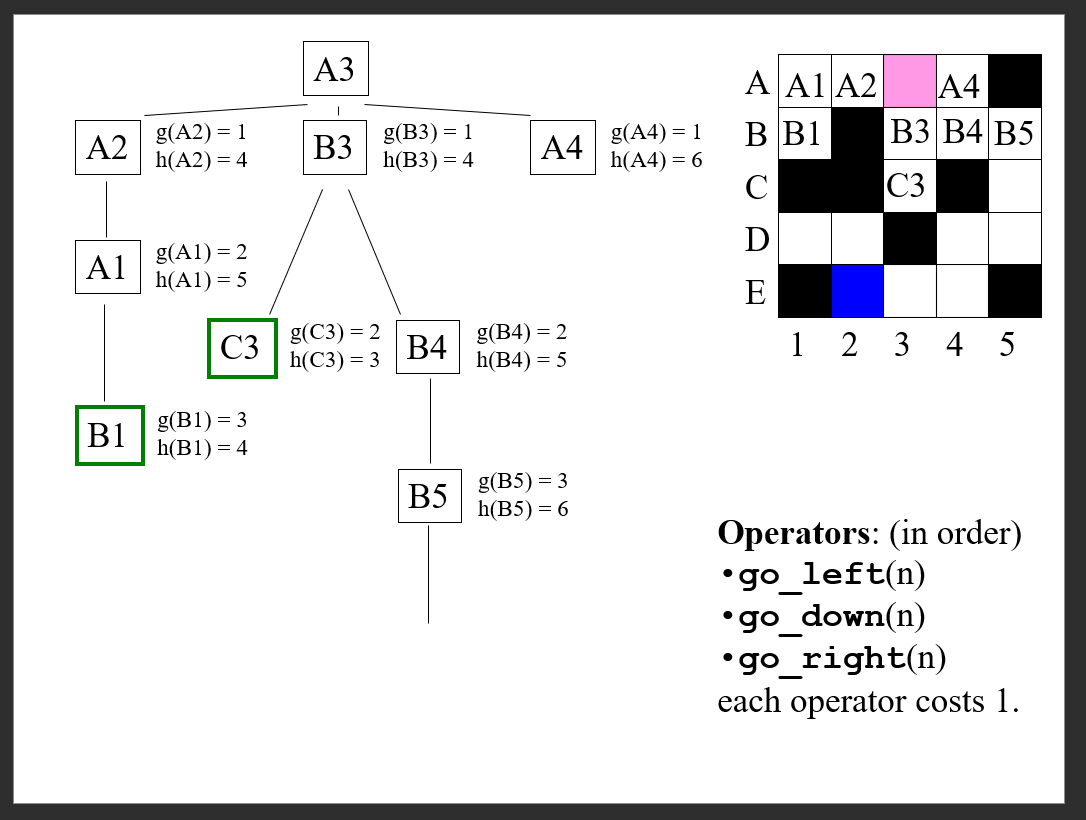 A3
A2
g(A2) = 1
h(A2) = 4
B3
g(B3) = 1
h(B3) = 4
A4
g(A4) = 1
h(A4) = 6
A1
g(A1) = 2
h(A1) = 5
C3
g(C3) = 2
h(C3) = 3
B4
g(B4) = 2
h(B4) = 5
B1
g(B1) = 3
h(B1) = 4
B5
g(B5) = 3
h(B5) = 6
A A1 A2 A4
B B1 B3 B4 B5
C C3
D
E
1 2 3 4 5
Operators: (in order)
•go_left(n)
•go_down(n)
•go_right(n)
each operator costs 1.